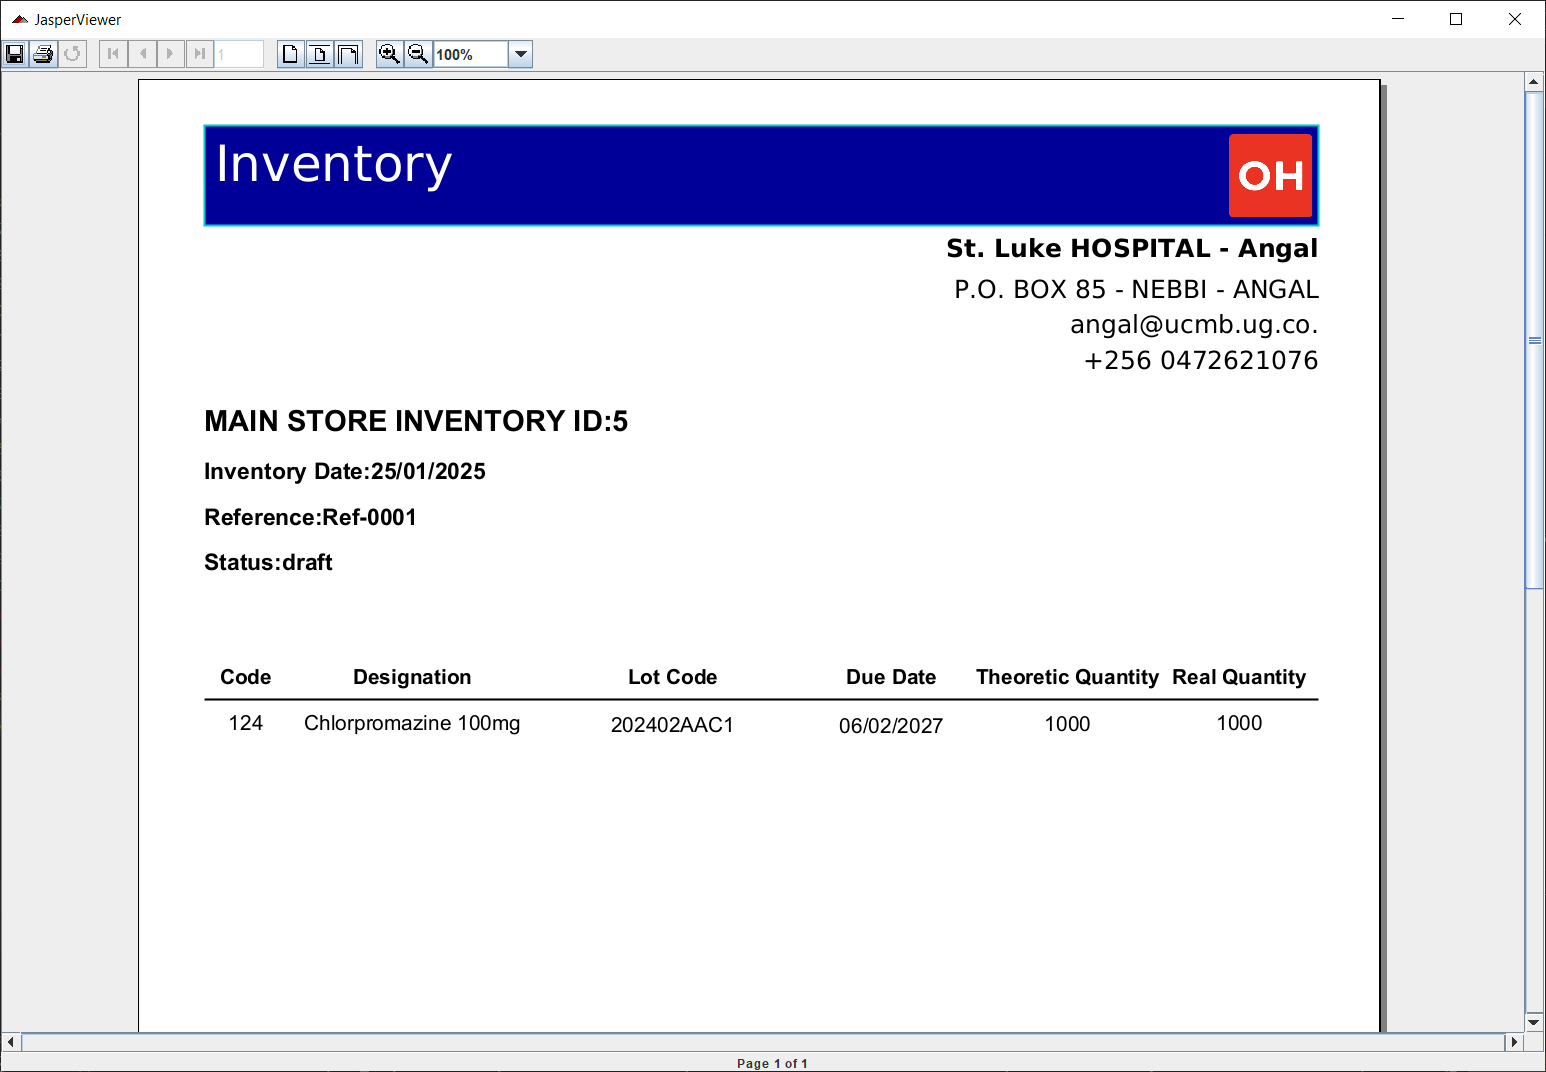 JasperViewer
1
100%
Inventory
OH
St. Luke HOSPITAL - Angal
P.O. BOX 85 - NEBBI - ANGAL
angal@ucmb.ug.co.
+256 0472621076
MAIN STORE INVENTORY ID:5
Inventory Date:25/01/2025
Reference:Ref-0001
Status:draft
Code Designation Lot Code Due Date Theoretic Quantity Real Quantity
124 Chlorpromazine 100mg 202402AAC1 06/02/2027 1000 1000
Page 1 of 1